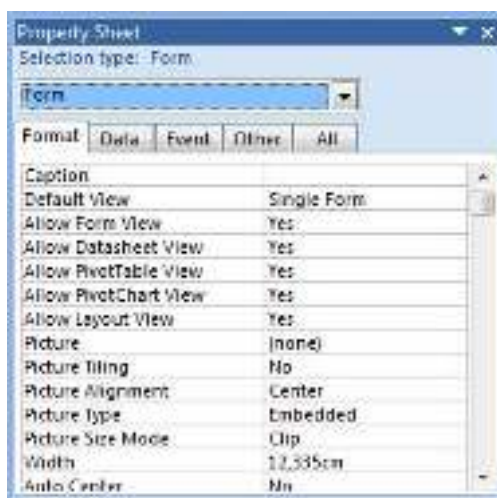 Property Sheet
Selection type: Form
Form
Format Data Event Other All
Caption
Default View Single Form
Allow Form View Yes
Allow Datasheet View Yes
Allow PivotTable View Yes
Allow PivotChart View Yes
Allow Layout View Yes
Picture (none)
Picture Tiling No
Picture Alignment Center
Picture Type Embedded
Picture Size Mode Clip
Width 12,335cm
Auto Center No